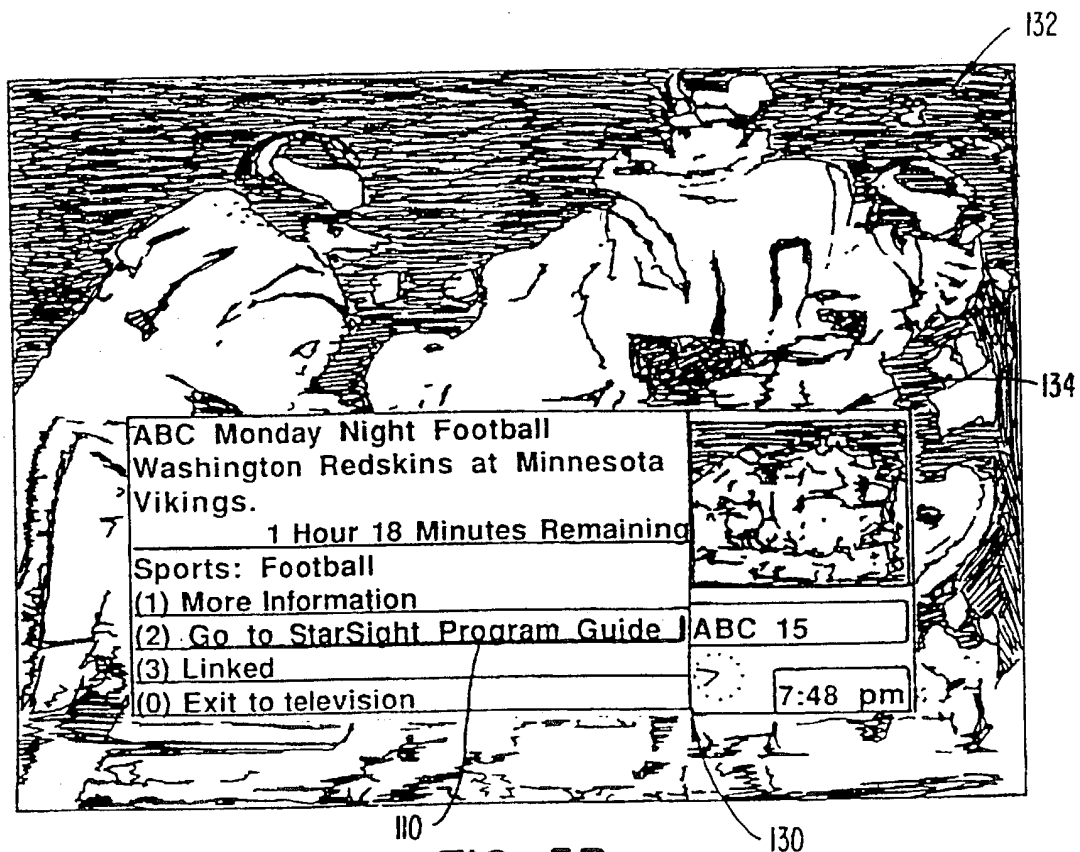 132
134
ABC Monday Night Football
Washington Redskins at Minnesota
Vikings.
1 Hour 18 Minutes Remaining
Sports: Football
(1) More Information
(2) Go to StarSight Program Guide
ABC 15
(3) Linked
(0) Exit to television
7:48 pm
110
130